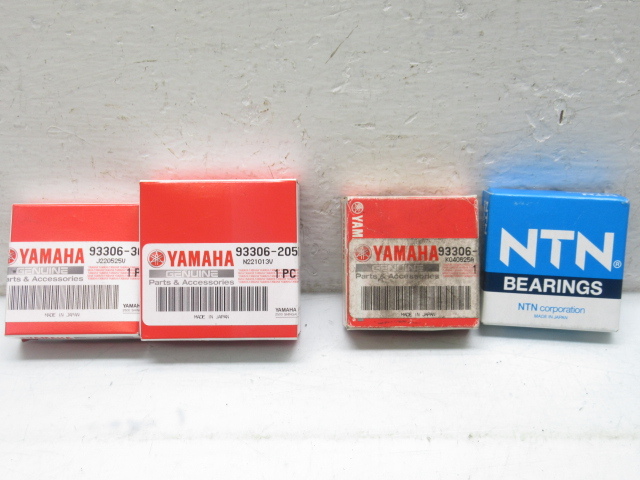 YAMAHA 93306-30
J220525U
GENUINE
Parts & Accessories 1 P
MADE IN JAPAN
YAMAHA 93306-205
N221013V
GENUINE
Parts & Accessories 1 PC
MADE IN JAPAN
YAM
YAMAHA 93306-
GENUINE
Parts & Accessories 1
MADE IN JAPAN
NTN®
BEARINGS
NTN corporation
MADE IN JAPAN